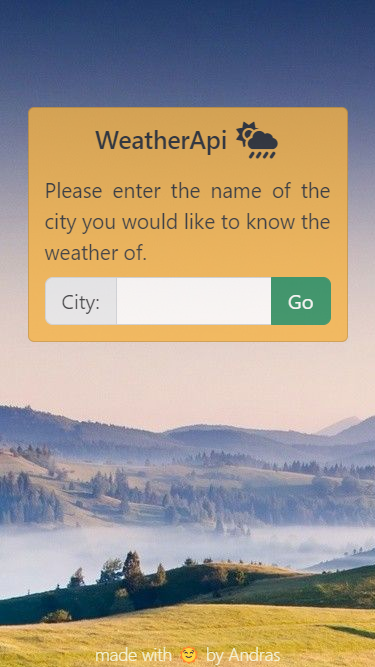 WeatherApi
Please enter the name of the
city you would like to know the
weather of.
City:
Go
made with 😊 by Andras